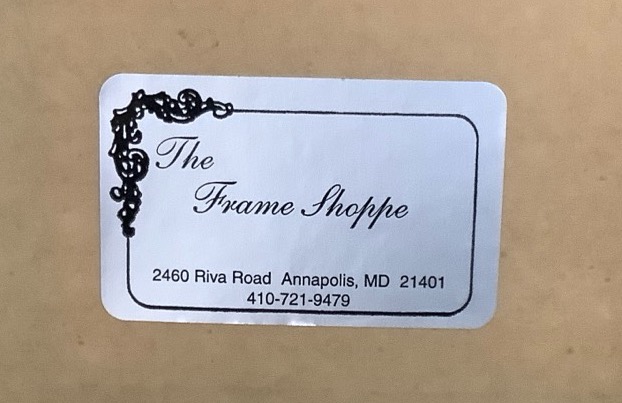 The
Frame Shoppe
2460 Riva Road Annapolis, MD 21401
410-721-9479